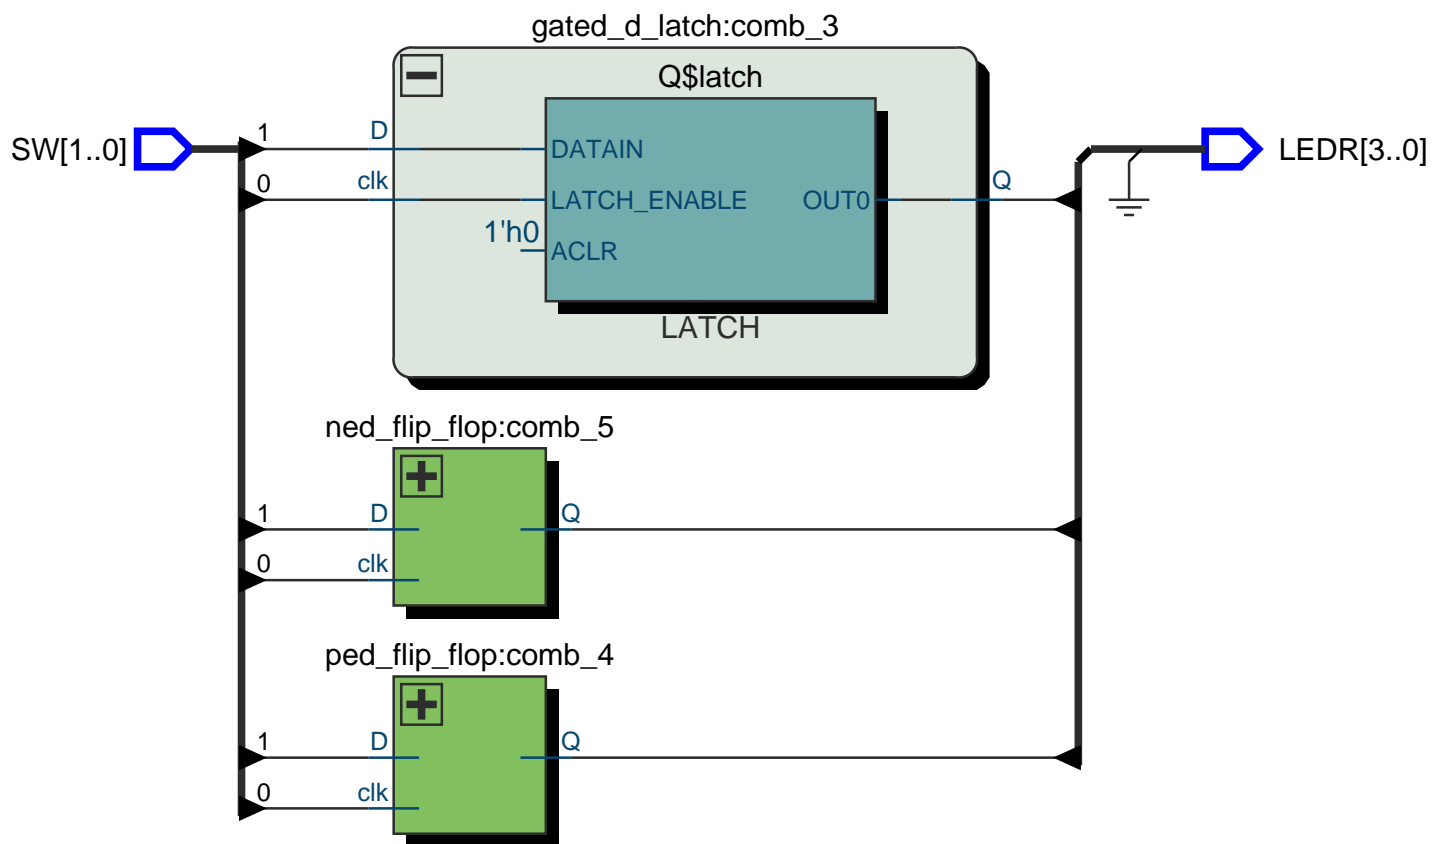 gated_d_latch:comb_3
Q$latch
SW[1..0]
1
D
DATAIN
LEDR[3..0]
0
clk
LATCH_ENABLE
OUT0
Q
1'h0
ACLR
LATCH
ned_flip_flop:comb_5
1
D
Q
0
clk
ped_flip_flop:comb_4
1
D
Q
0
clk